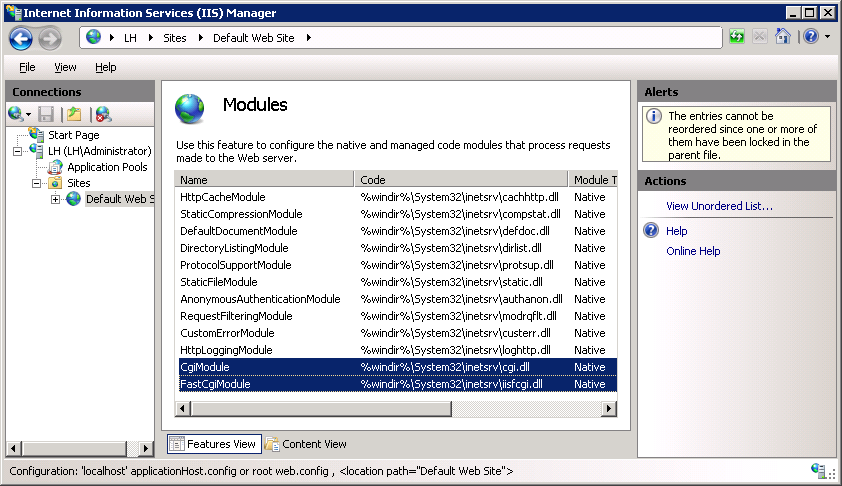 Internet Information Services (IIS) Manager
LH Sites Default Web Site
File View Help
Connections
Start Page
LH (LH\Administrator)
Application Pools
Sites
Default Web S
Modules
Use this feature to configure the native and managed code modules that process requests
made to the Web server.
Name Code Module T
HttpCacheModule %windir%\System32\inetsrv\cachhttp.dll Native
StaticCompressionModule %windir%\System32\inetsrv\compstat.dll Native
DefaultDocumentModule %windir%\System32\inetsrv\defdoc.dll Native
DirectoryListingModule %windir%\System32\inetsrv\dirlist.dll Native
ProtocolSupportModule %windir%\System32\inetsrv\protsup.dll Native
StaticFileModule %windir%\System32\inetsrv\static.dll Native
AnonymousAuthenticationModule %windir%\System32\inetsrv\authanon.dll Native
RequestFilteringModule %windir%\System32\inetsrv\modrqflt.dll Native
CustomErrorModule %windir%\System32\inetsrv\custerr.dll Native
HttpLoggingModule %windir%\System32\inetsrv\loghttp.dll Native
CgiModule %windir%\System32\inetsrv\cgi.dll Native
FastCgiModule %windir%\System32\inetsrv\iisfcgi.dll Native
Features View Content View
Alerts
The entries cannot be
reordered since one or more of
them have been locked in the
parent file.
Actions
View Unordered List...
Help
Online Help
Configuration: 'localhost' applicationHost.config or root web.config , <location path="Default Web Site">